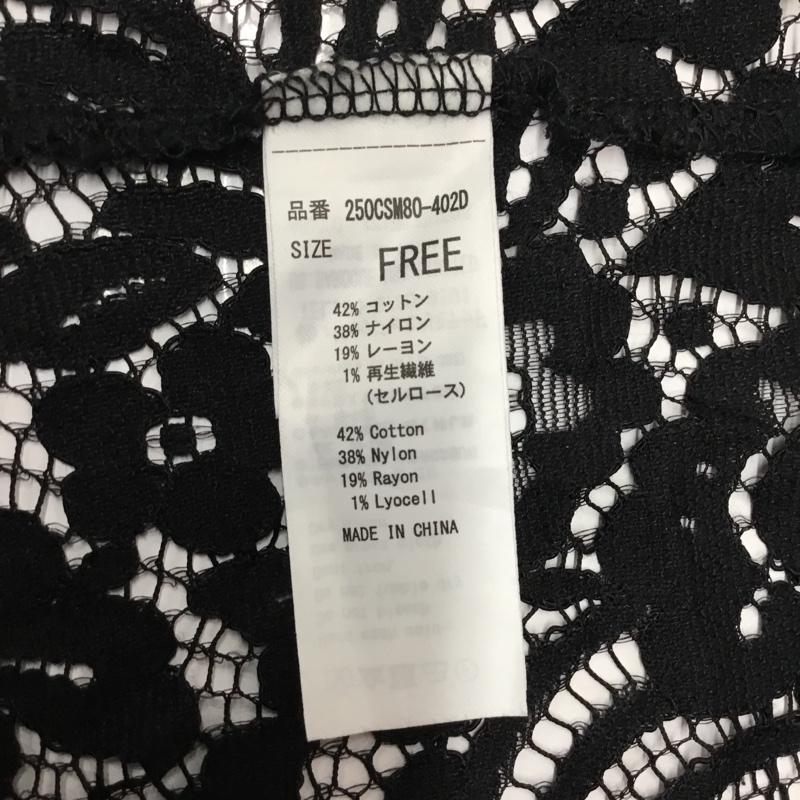 品番 250CSM80-402D
SIZE FREE
42% コットン
38% ナイロン
19% レーヨン
1% 再生繊維
(セルロース)
42% Cotton
38% Nylon
19% Rayon
1% Lyocell
MADE IN CHINA